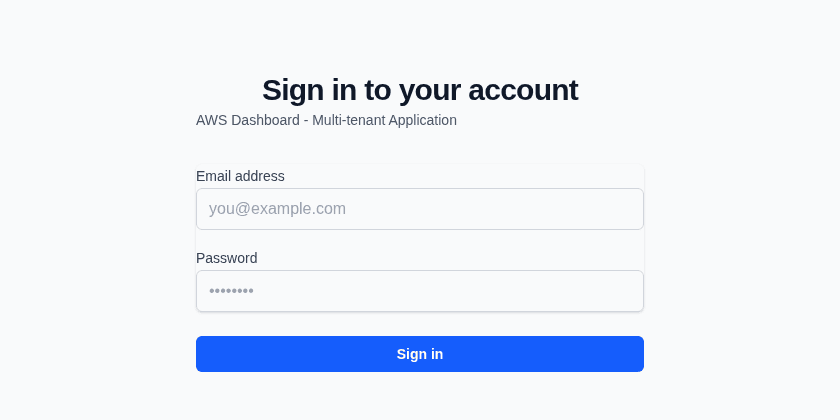 Sign in to your account
AWS Dashboard - Multi-tenant Application
Email address
you@example.com
Password
••••••••
Sign in